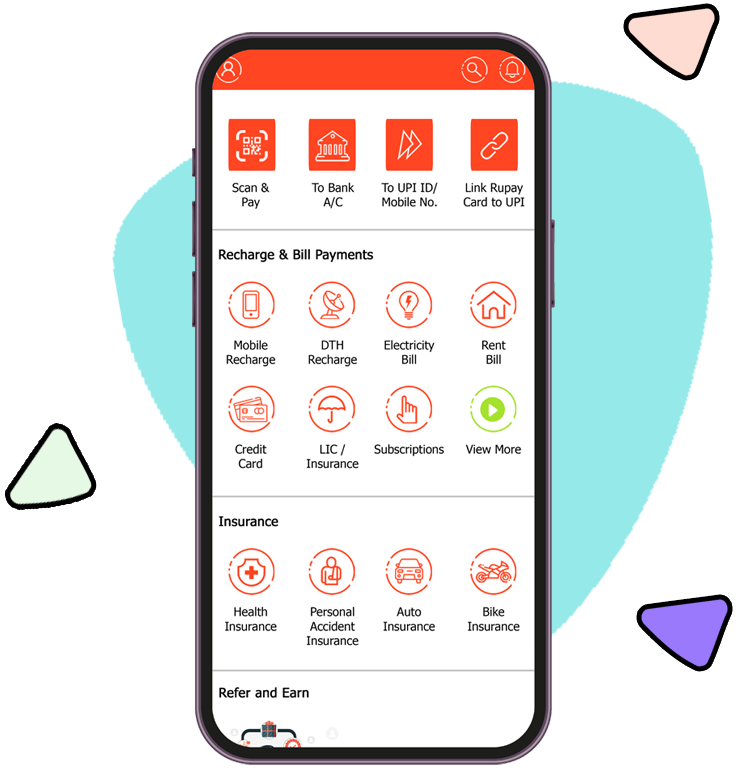 Scan & To Bank To UPI ID/ Link Rupay
Pay A/C Mobile No. Card to UPI
Recharge & Bill Payments
Mobile DTH Electricity Rent
Recharge Recharge Bill Bill
Credit LIC / Subscriptions View More
Card Insurance
Insurance
Health Personal Auto Bike
Insurance Accident Insurance Insurance
Insurance
Refer and Earn